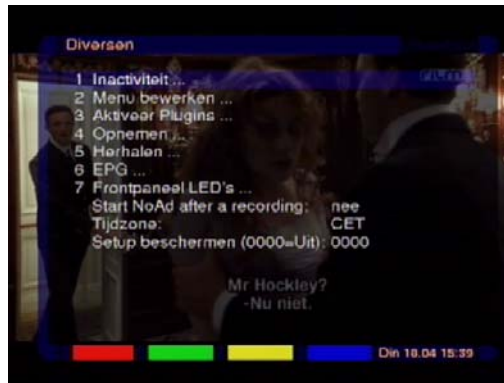 Diversen
FILM1
1 Inactiviteit ...
2 Menu bewerken ...
3 Aktiveer Plugins ...
4 Opnemen ...
5 Herhalen ...
6 EPG ...
7 Frontpaneel LED's ...
Start NoAd after a recording: nee
Tijdzone: CET
Setup beschermen (0000=Uit): 0000
Mr Hockley?
-Nu niet.
Din 18.04 15:39